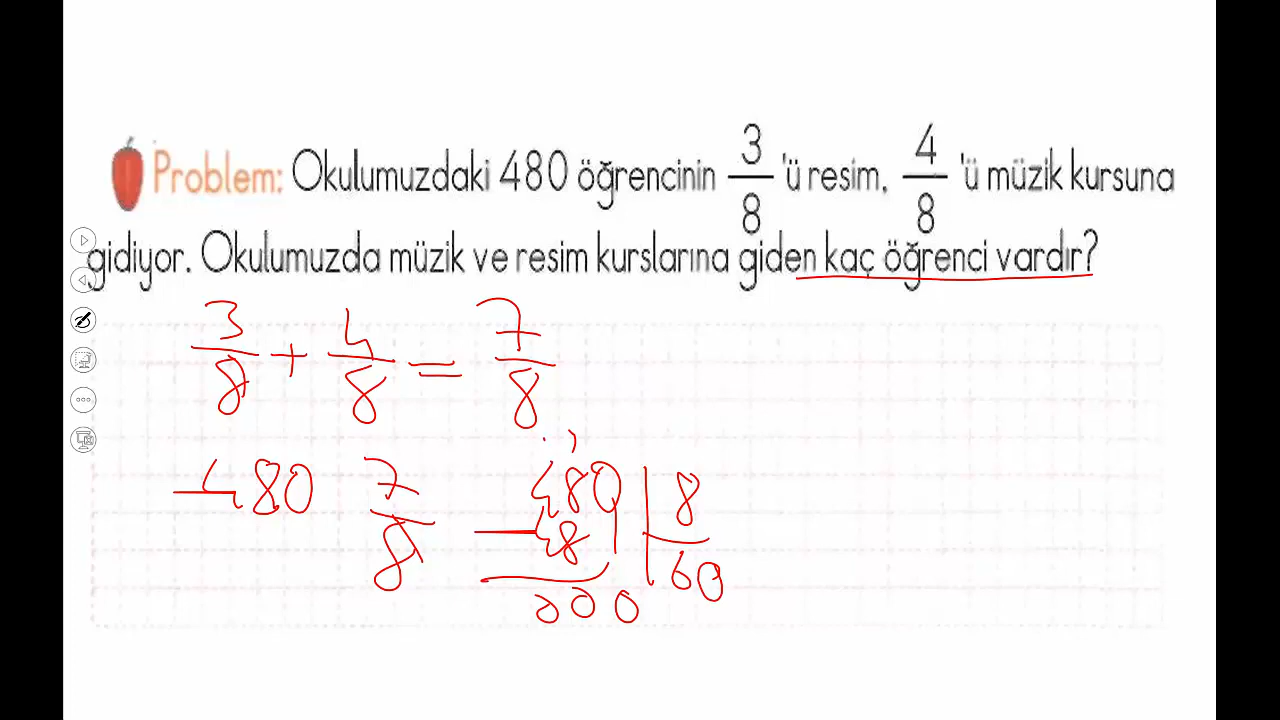 Problem: Okulumuzdaki 480 öğrencinin 3/8 'ü resim, 4/8 'ü müzik kursuna
gidiyor. Okulumuzda müzik ve resim kurslarına giden kaç öğrenci vardır?
3/8 + 4/8 = 7/8
480 7/8 480 8
48 60
000